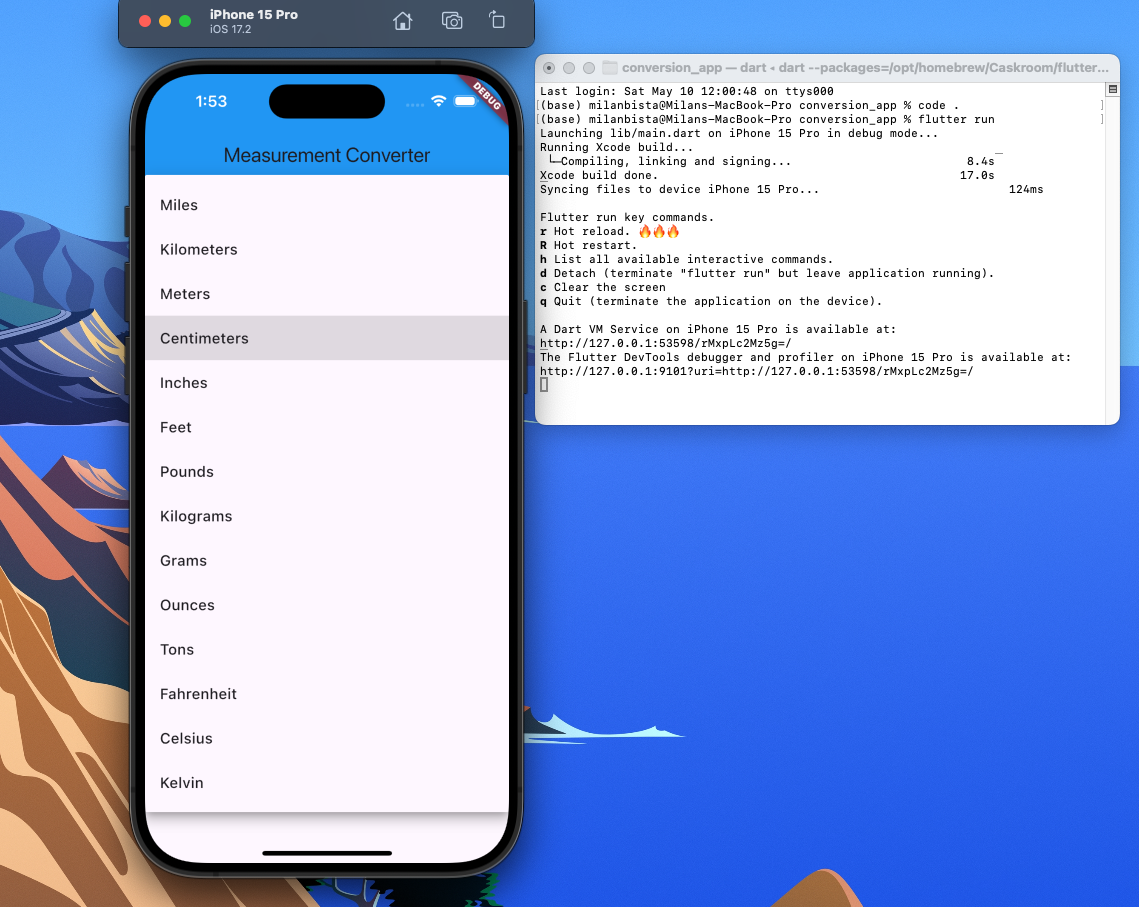 iPhone 15 Pro
iOS 17.2
1:53
DEBUG
Measurement Converter
Miles
Kilometers
Meters
Centimeters
Inches
Feet
Pounds
Kilograms
Grams
Ounces
Tons
Fahrenheit
Celsius
Kelvin
conversion_app — dart ◂ dart --packages=/opt/homebrew/Caskroom/flutter...
Last login: Sat May 10 12:00:48 on ttys000
[(base) milanbista@Milans-MacBook-Pro conversion_app % code . ]
[(base) milanbista@Milans-MacBook-Pro conversion_app % flutter run ]
Launching lib/main.dart on iPhone 15 Pro in debug mode...
Running Xcode build...
└─Compiling, linking and signing... 8.4s
Xcode build done. 17.0s
Syncing files to device iPhone 15 Pro... 124ms
Flutter run key commands.
r Hot reload. 🔥🔥🔥
R Hot restart.
h List all available interactive commands.
d Detach (terminate "flutter run" but leave application running).
c Clear the screen
q Quit (terminate the application on the device).
A Dart VM Service on iPhone 15 Pro is available at:
http://127.0.0.1:53598/rMxpLc2Mz5g=/
The Flutter DevTools debugger and profiler on iPhone 15 Pro is available at:
http://127.0.0.1:9101?uri=http://127.0.0.1:53598/rMxpLc2Mz5g=/